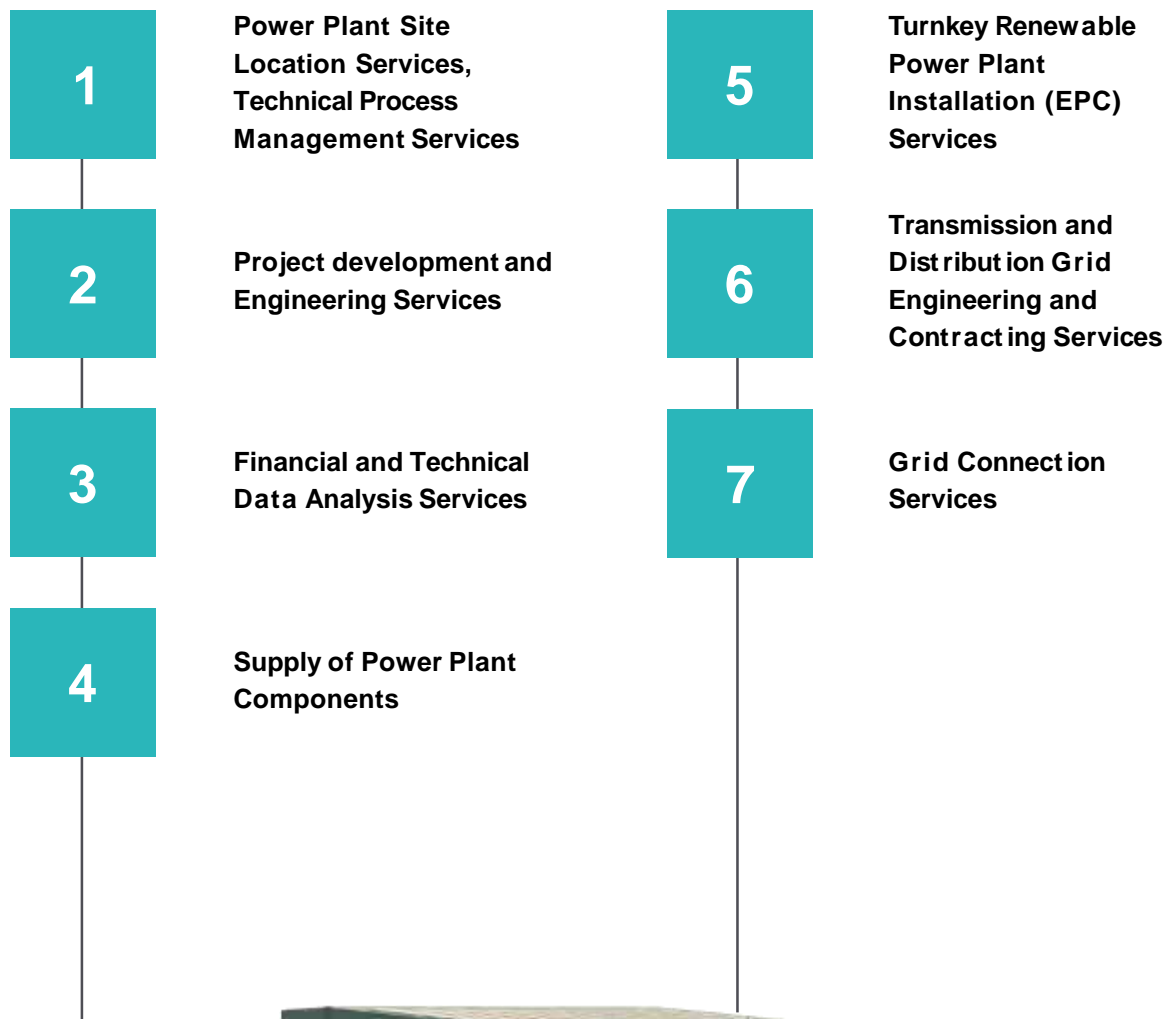 1
Power Plant Site
Location Services,
Technical Process
Management Services
2
Project development and
Engineering Services
3
Financial and Technical
Data Analysis Services
4
Supply of Power Plant
Components
5
Turnkey Renewable
Power Plant
Installation (EPC)
Services
6
Transmission and
Distribution Grid
Engineering and
Contracting Services
7
Grid Connection
Services